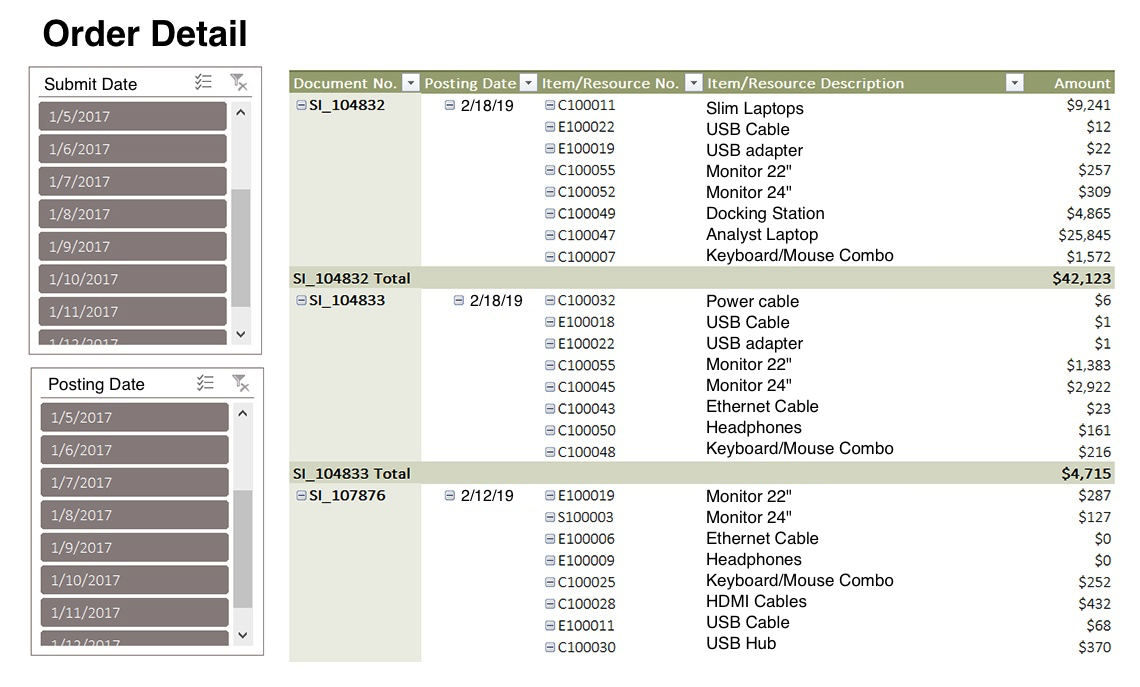 Order Detail
Submit Date
1/5/2017
1/6/2017
1/7/2017
1/8/2017
1/9/2017
1/10/2017
1/11/2017
1/12/2017
Posting Date
1/5/2017
1/6/2017
1/7/2017
1/8/2017
1/9/2017
1/10/2017
1/11/2017
1/12/2017
Document No. Posting Date Item/Resource No. Item/Resource Description Amount
SI_104832 2/18/19 C100011 Slim Laptops $9,241
E100022 USB Cable $12
E100019 USB adapter $22
C100055 Monitor 22" $257
C100052 Monitor 24" $309
C100049 Docking Station $4,865
C100047 Analyst Laptop $25,845
C100007 Keyboard/Mouse Combo $1,572
SI_104832 Total $42,123
SI_104833 2/18/19 C100032 Power cable $6
E100018 USB Cable $1
E100022 USB adapter $1
C100055 Monitor 22" $1,383
C100045 Monitor 24" $2,922
C100043 Ethernet Cable $23
C100050 Headphones $161
C100048 Keyboard/Mouse Combo $216
SI_104833 Total $4,715
SI_107876 2/12/19 E100019 Monitor 22" $287
S100003 Monitor 24" $127
E100006 Ethernet Cable $0
E100009 Headphones $0
C100025 Keyboard/Mouse Combo $252
C100028 HDMI Cables $432
E100011 USB Cable $68
C100030 USB Hub $370